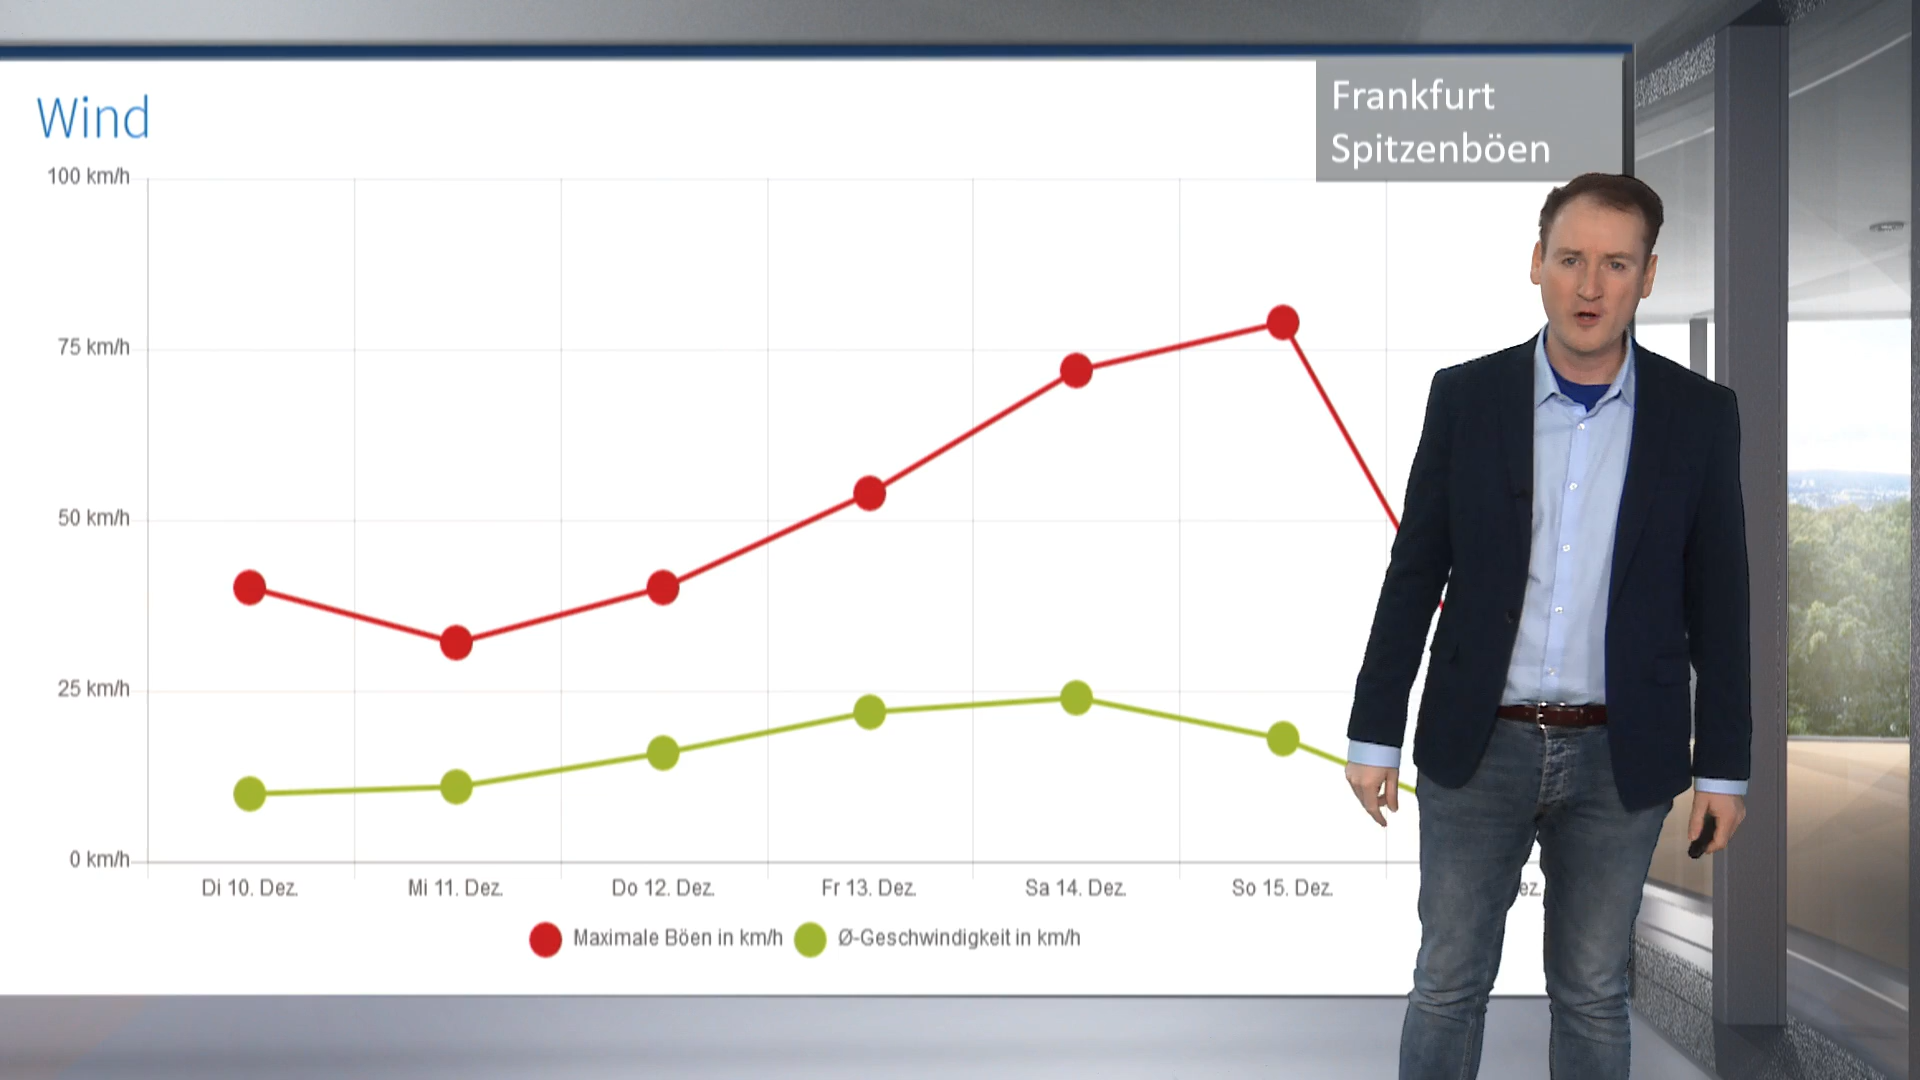 Wind
Frankfurt
Spitzenböen
100 km/h
75 km/h
50 km/h
25 km/h
0 km/h
Di 10. Dez.
Mi 11. Dez.
Do 12. Dez.
Fr 13. Dez.
Sa 14. Dez.
So 15. Dez.
Maximale Böen in km/h
Ø-Geschwindigkeit in km/h